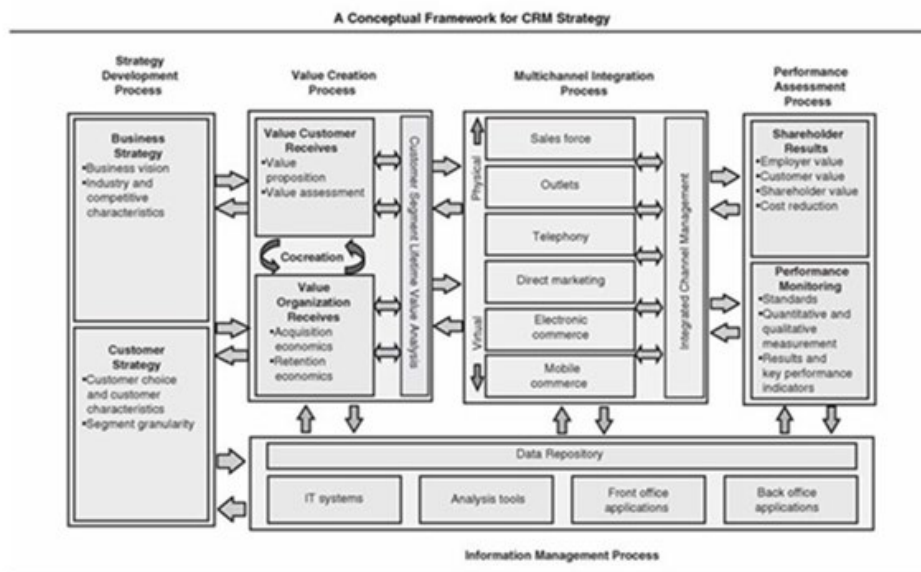 A Conceptual Framework for CRM Strategy
Strategy
Development
Process
Value Creation
Process
Multichannel Integration
Process
Performance
Assessment
Process
Business
Strategy
•Business vision
•Industry and
competitive
characteristics
Customer
Strategy
•Customer choice
and customer
characteristics
•Segment granularity
Value Customer
Receives
•Value
proposition
•Value assessment
Cocreation
Value
Organization
Receives
•Acquisition
economics
•Retention
economics
Customer Segment Lifetime Value Analysis
Physical
Virtual
Sales force
Outlets
Telephony
Direct marketing
Electronic
commerce
Mobile
commerce
Integrated Channel Management
Shareholder
Results
•Employer value
•Customer value
•Shareholder value
•Cost reduction
Performance
Monitoring
•Standards
•Quantitative and
qualitative
measurement
•Results and
key performance
indicators
Data Repository
IT systems
Analysis tools
Front office
applications
Back office
applications
Information Management Process